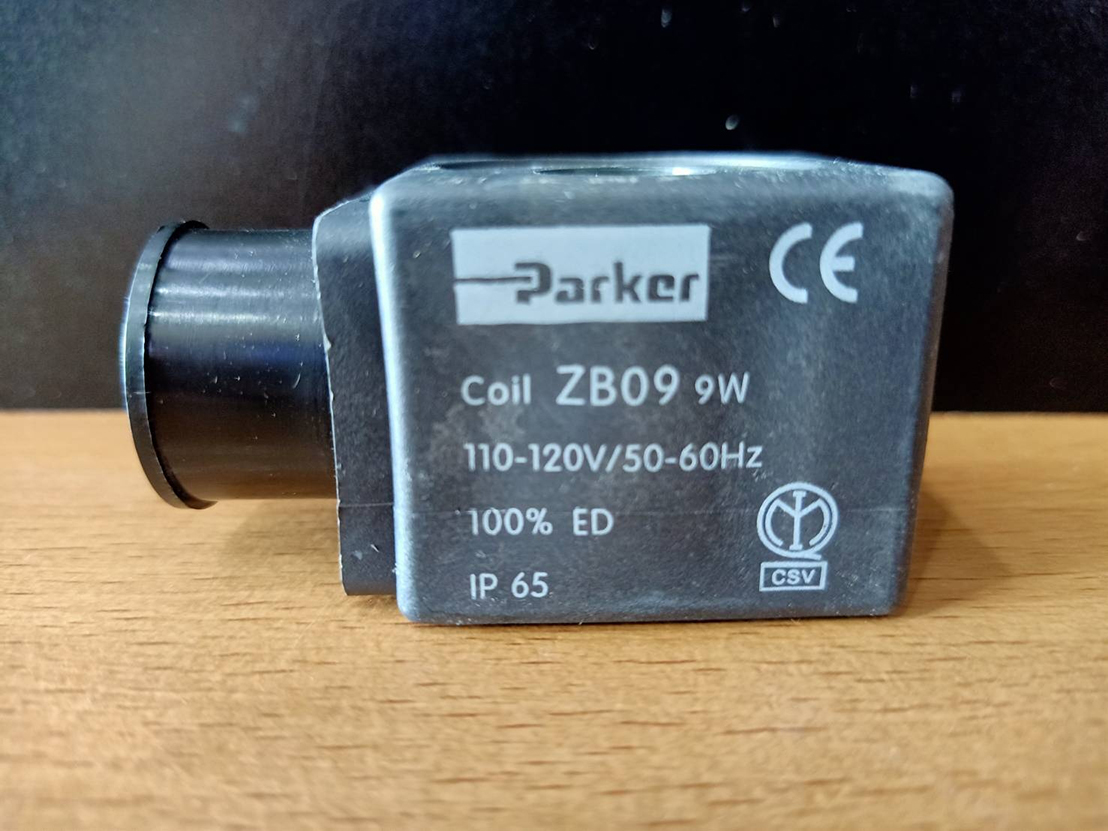 Parker
CE
Coil ZB09 9W
110-120V/50-60Hz
100% ED
IP 65
CSV